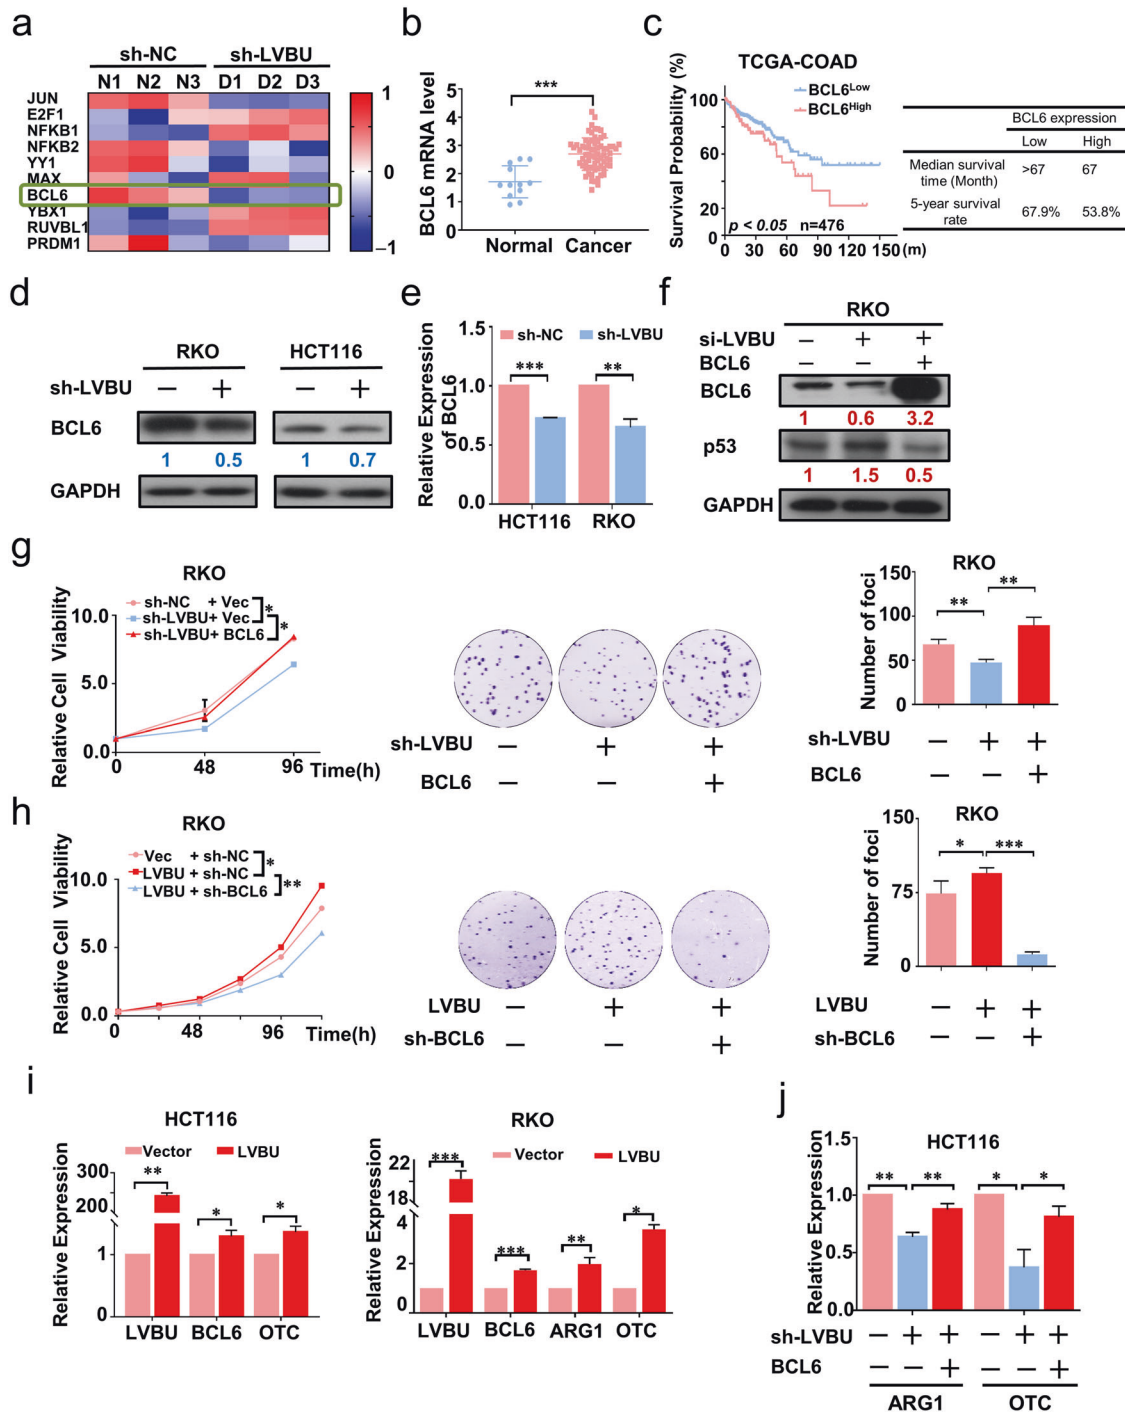 a
sh-NC sh-LVBU
N1 N2 N3 D1 D2 D3
JUN
E2F1
NFKB1
NFKB2
YY1
MAX
BCL6
YBX1
RUVBL1
PRDM1
1
0
−1
b
BCL6 mRNA level
***
5
4
3
2
1
0
Normal Cancer
c
TCGA-COAD
Survival Probability (%)
BCL6Low
BCL6High
100
60
20
0
p < 0.05 n=476
0 30 60 90 120 150 (m)
BCL6 expression
Low High
Median survival time (Month) >67 67
5-year survival rate 67.9% 53.8%
d
RKO HCT116
sh-LVBU — + — +
BCL6
1 0.5 1 0.7
GAPDH
e
Relative Expression of BCL6
sh-NC sh-LVBU
1.5
1.0
0.5
0.0
*** **
HCT116 RKO
f
RKO
si-LVBU — + +
BCL6 — — +
BCL6
1 0.6 3.2
p53
1 1.5 0.5
GAPDH
g
RKO
Relative Cell Viability
sh-NC + Vec
sh-LVBU+ Vec
sh-LVBU+ BCL6
*
*
10.0
5.0
0.0
0 48 96 Time(h)
sh-LVBU — + +
BCL6 — — +
RKO
Number of foci
150
100
50
0
** **
sh-LVBU — + +
BCL6 — — +
h
RKO
Relative Cell Viability
Vec + sh-NC
LVBU + sh-NC
LVBU + sh-BCL6
*
**
10.0
5.0
0.0
0 48 96 Time(h)
LVBU — + +
sh-BCL6 — — +
RKO
Number of foci
150
75
0
* ***
LVBU — + +
sh-BCL6 — — +
i
HCT116
Relative Expression
Vector LVBU
300
200
1
0
** * *
LVBU BCL6 OTC
RKO
Relative Expression
Vector LVBU
22
18
4
2
0
*** *** ** *
LVBU BCL6 ARG1 OTC
j
HCT116
Relative Expression
1.5
1.0
0.5
0.0
** ** * *
sh-LVBU — + + — + +
BCL6 — — + — — +
ARG1 OTC